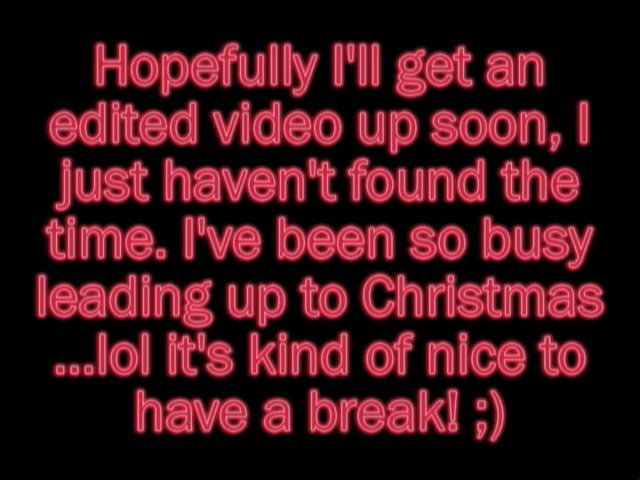 Hopefully I'll get an
edited video up soon, I
just haven't found the
time. I've been so busy
leading up to Christmas
...lol it's kind of nice to
have a break! ;)